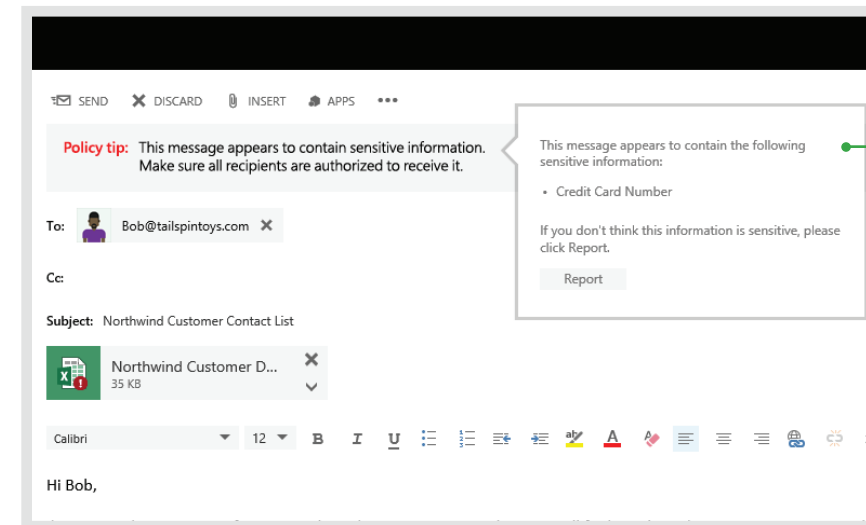 SEND DISCARD INSERT APPS
Policy tip: This message appears to contain sensitive information.
Make sure all recipients are authorized to receive it.
This message appears to contain the following
sensitive information:
• Credit Card Number
If you don't think this information is sensitive, please
click Report.
Report
To: Bob@tailspintoys.com
Cc:
Subject: Northwind Customer Contact List
Northwind Customer D...
35 KB
Calibri 12 B I U
Hi Bob,